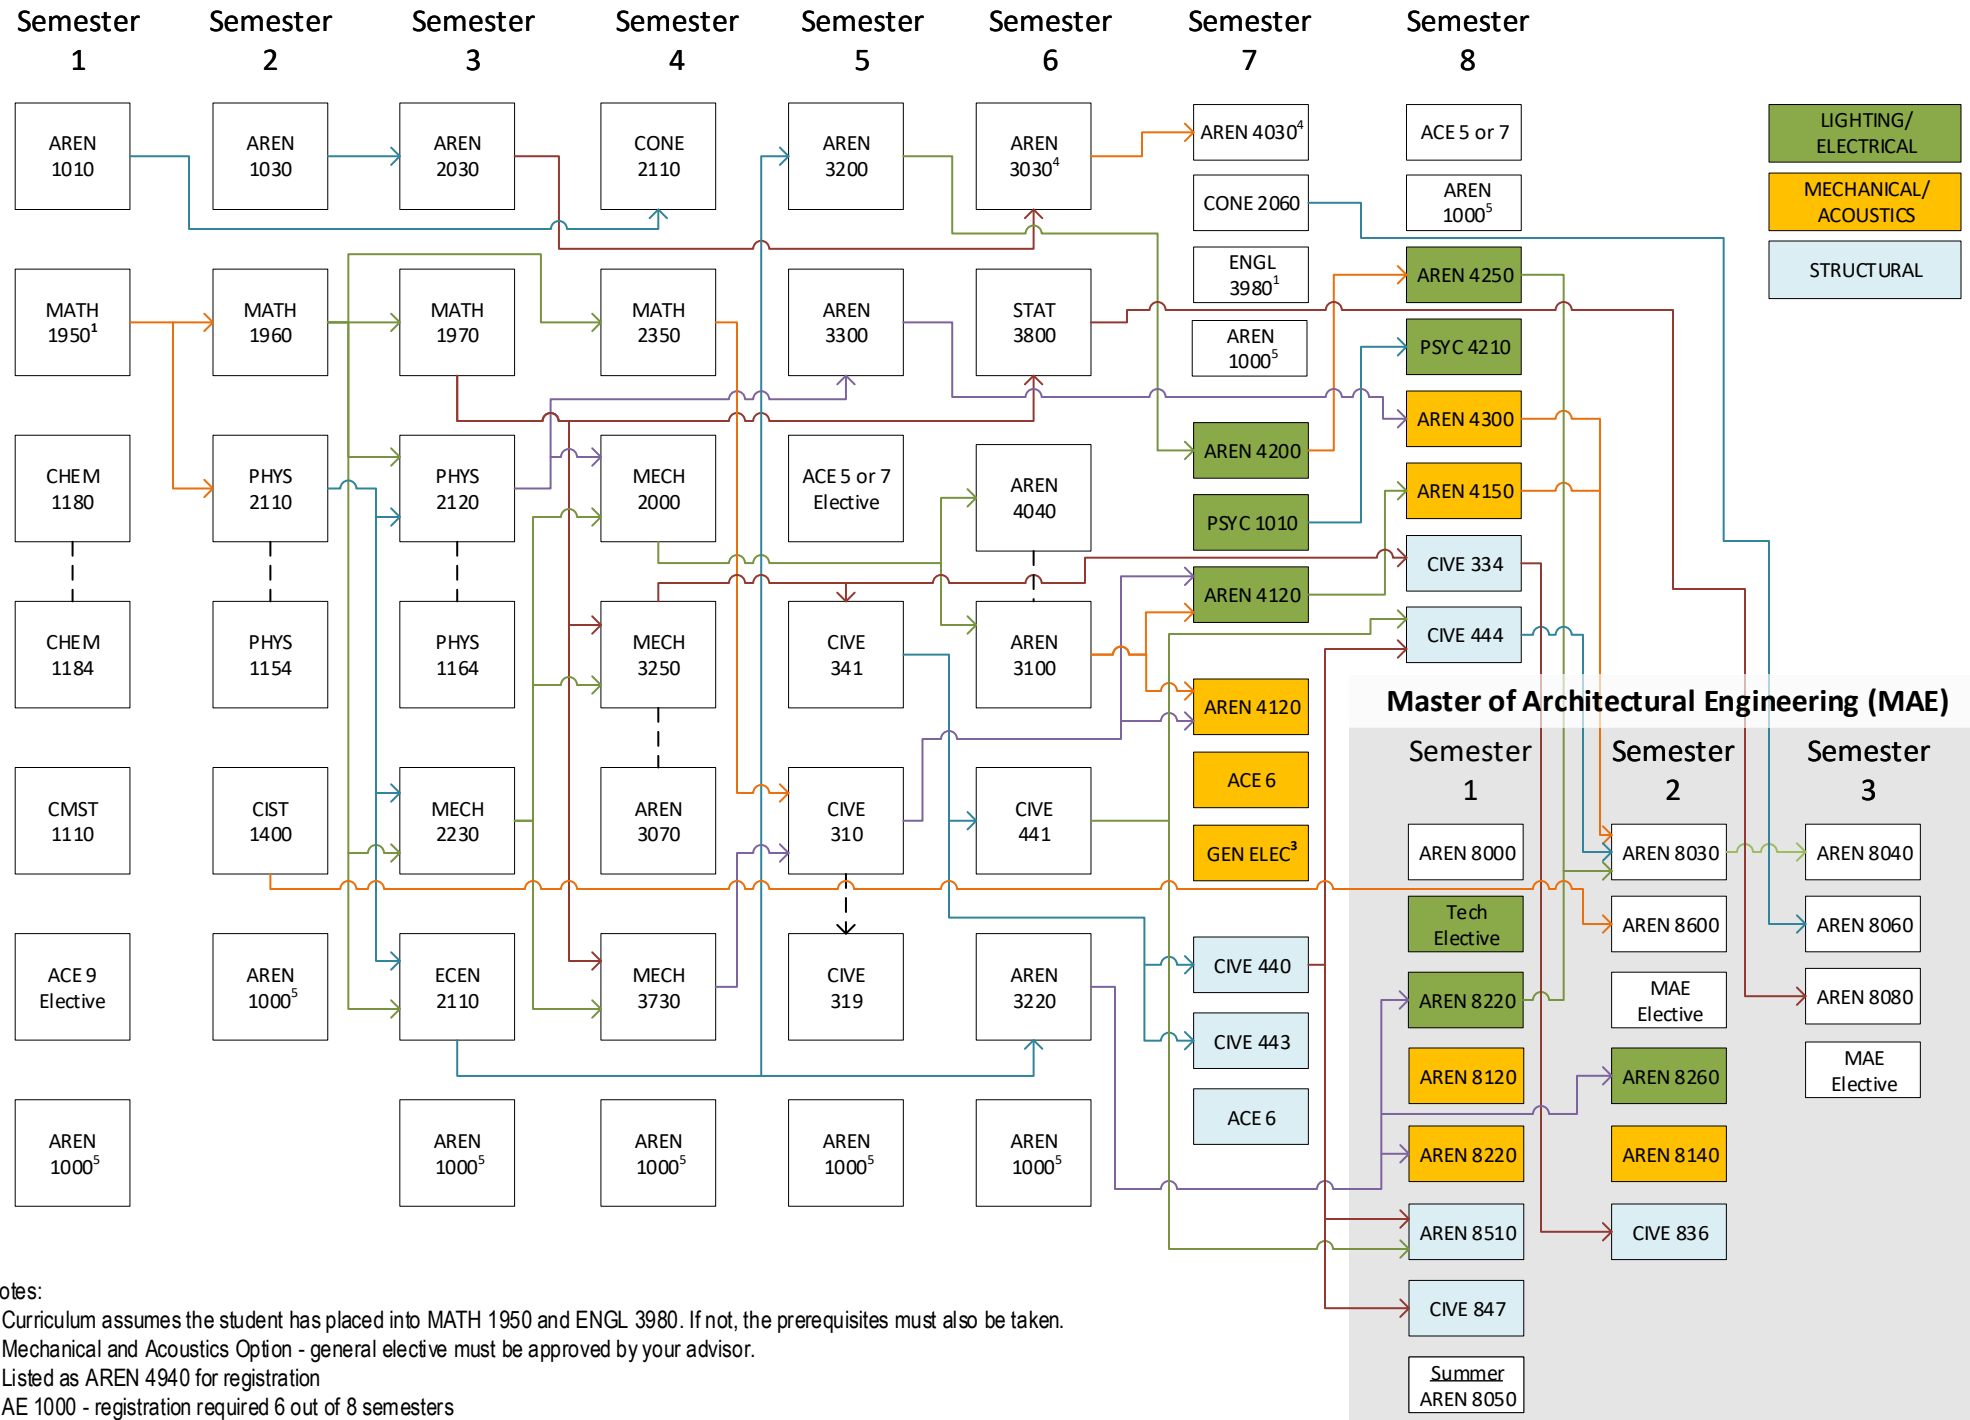 Semester
1
Semester
2
Semester
3
Semester
4
Semester
5
Semester
6
Semester
7
Semester
8
AREN
1010
MATH
1950¹
CHEM
1180
CHEM
1184
CMST
1110
ACE 9
Elective
AREN
1000⁵
AREN
1030
MATH
1960
PHYS
2110
PHYS
1154
CIST
1400
AREN
1000⁵
AREN
2030
MATH
1970
PHYS
2120
PHYS
1164
MECH
2230
ECEN
2110
AREN
1000⁵
CONE
2110
MATH
2350
MECH
2000
MECH
3250
AREN
3070
MECH
3730
AREN
1000⁵
AREN
3200
AREN
3300
ACE 5 or 7
Elective
CIVE
341
CIVE
310
CIVE
319
AREN
1000⁵
AREN
3030⁴
STAT
3800
AREN
4040
AREN
3100
CIVE
441
AREN
3220
AREN
1000⁵
AREN 4030⁴
CONE 2060
ENGL
3980¹
AREN
1000⁵
AREN 4200
PSYC 1010
AREN 4120
AREN 4120
ACE 6
GEN ELEC³
CIVE 440
CIVE 443
ACE 6
ACE 5 or 7
AREN
1000⁵
AREN 4250
PSYC 4210
AREN 4300
AREN 4150
CIVE 334
CIVE 444
LIGHTING/
ELECTRICAL
MECHANICAL/
ACOUSTICS
STRUCTURAL
Master of Architectural Engineering (MAE)
Semester
1
Semester
2
Semester
3
AREN 8000
Tech
Elective
AREN 8220
AREN 8120
AREN 8220
AREN 8510
CIVE 847
Summer
AREN 8050
AREN 8030
AREN 8600
MAE
Elective
AREN 8260
AREN 8140
CIVE 836
AREN 8040
AREN 8060
AREN 8080
MAE
Elective
otes:
Curriculum assumes the student has placed into MATH 1950 and ENGL 3980. If not, the prerequisites must also be taken.
Mechanical and Acoustics Option - general elective must be approved by your advisor.
Listed as AREN 4940 for registration
AE 1000 - registration required 6 out of 8 semesters